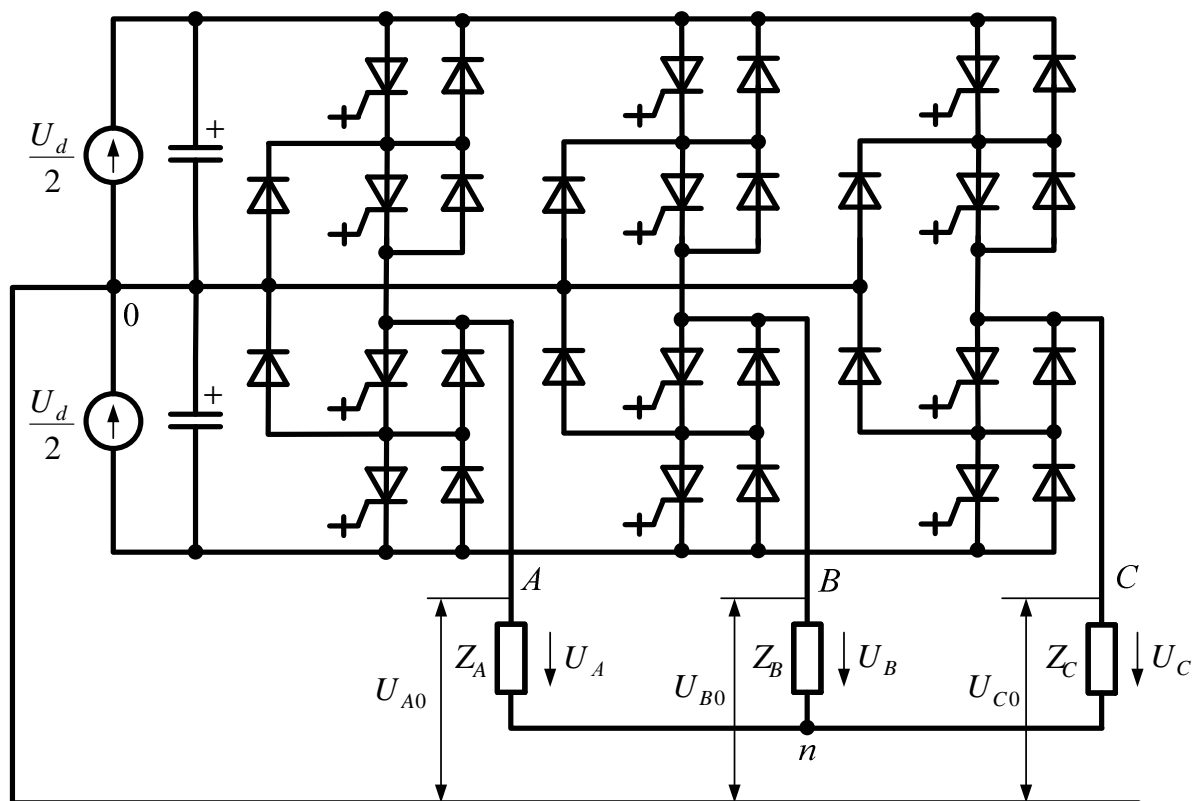 U_d/2
+
0
U_d/2
+
A
B
C
Z_A
U_A
Z_B
U_B
Z_C
U_C
U_A0
U_B0
U_C0
n